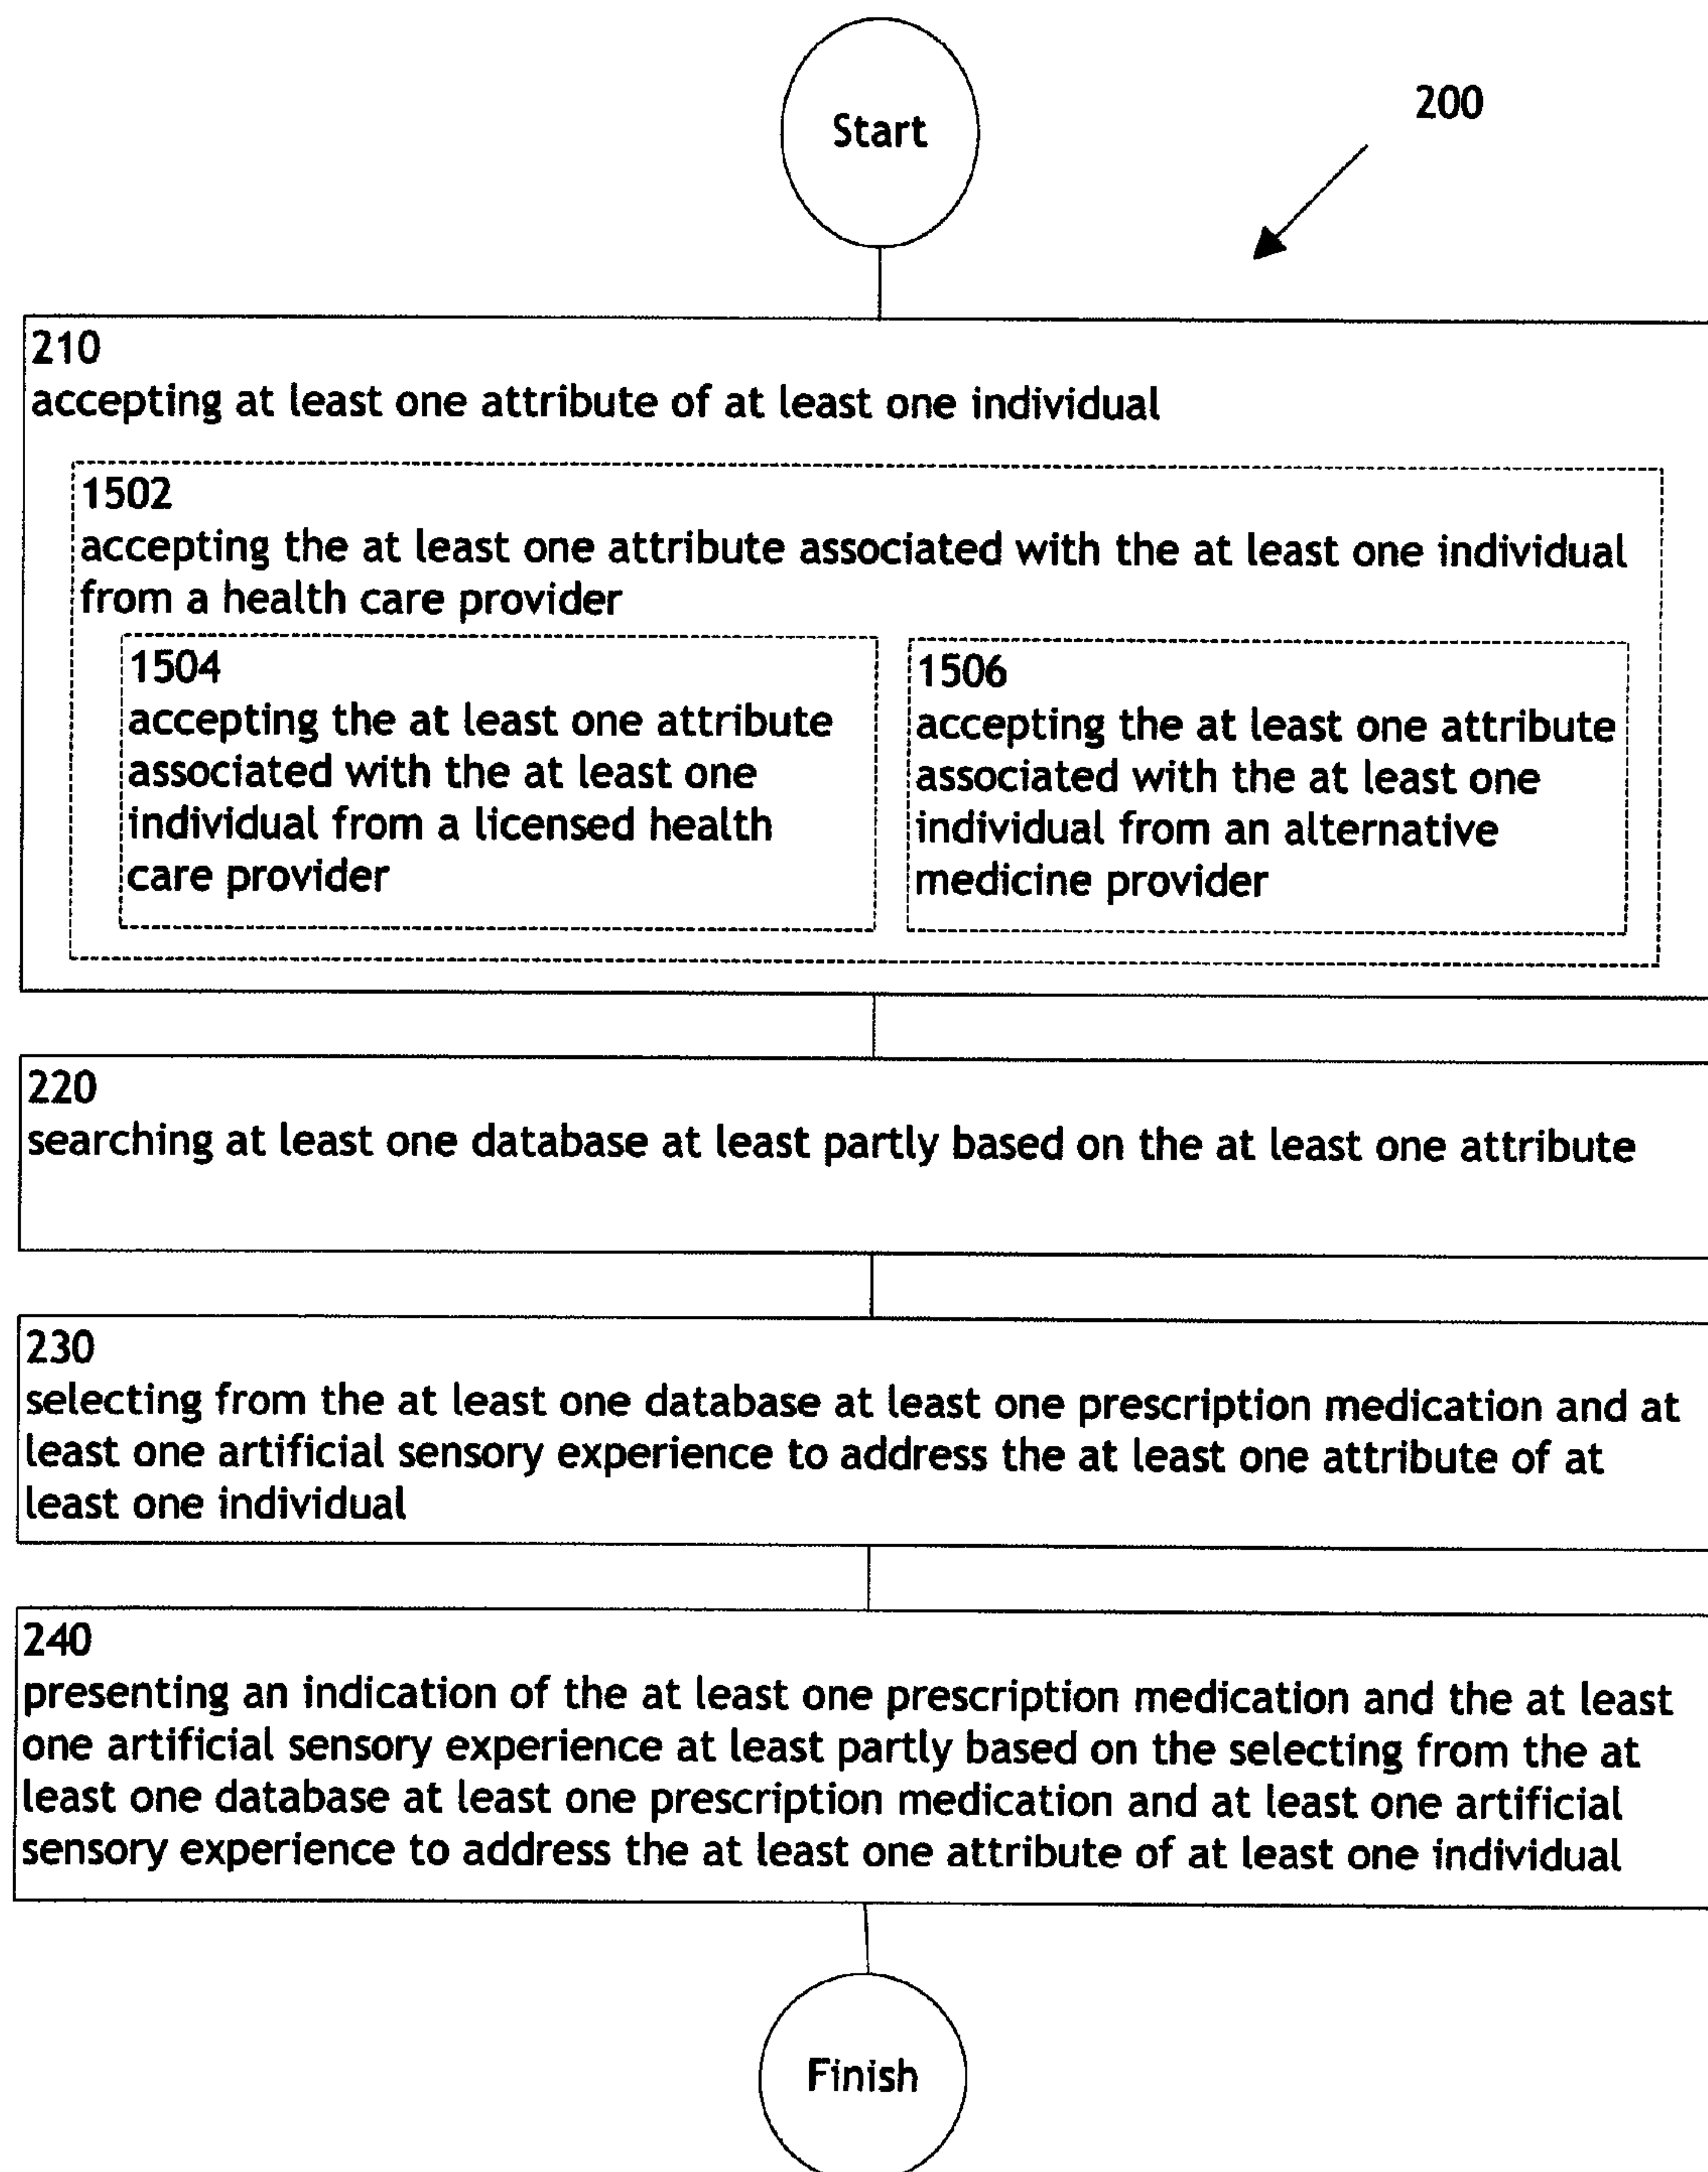 Start
200
210
accepting at least one attribute of at least one individual
1502
accepting the at least one attribute associated with the at least one individual
from a health care provider
1504
accepting the at least one attribute
associated with the at least one
individual from a licensed health
care provider
1506
accepting the at least one attribute
associated with the at least one
individual from an alternative
medicine provider
220
searching at least one database at least partly based on the at least one attribute
230
selecting from the at least one database at least one prescription medication and at
least one artificial sensory experience to address the at least one attribute of at
least one individual
240
presenting an indication of the at least one prescription medication and the at least
one artificial sensory experience at least partly based on the selecting from the at
least one database at least one prescription medication and at least one artificial
sensory experience to address the at least one attribute of at least one individual
Finish